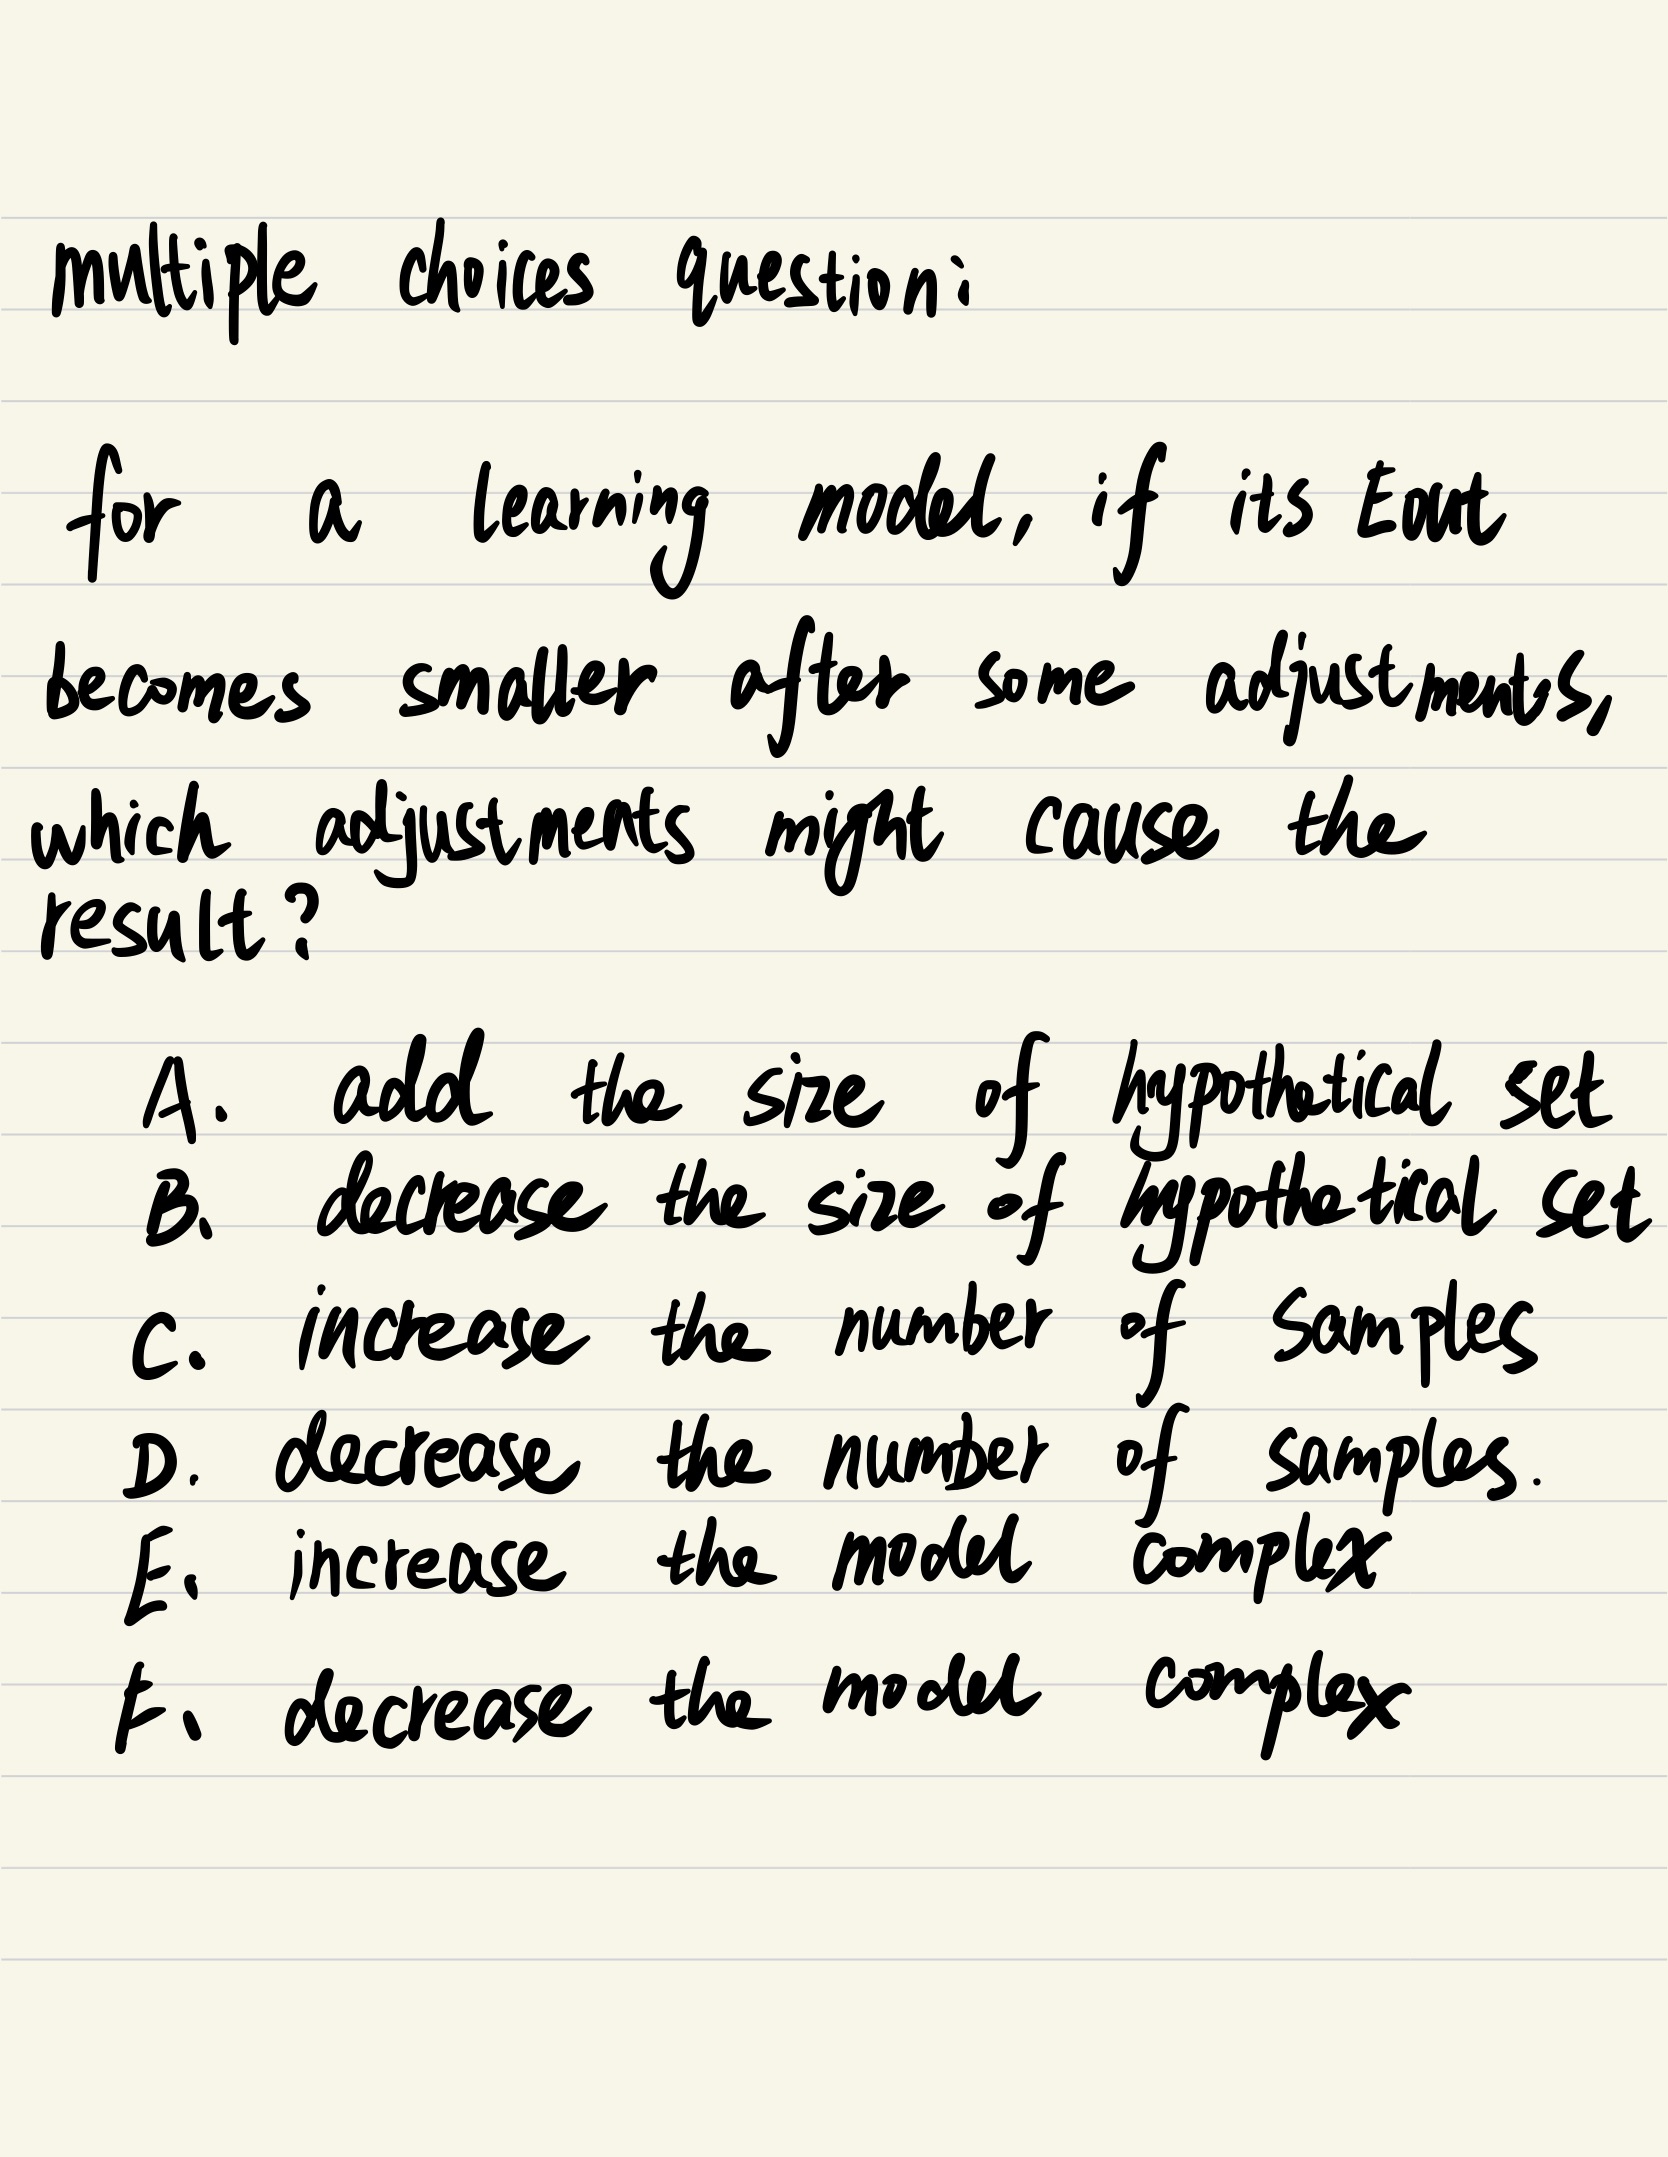 multiple choices question:
for a learning model, if its Eout
becomes smaller after some adjustments,
which adjustments might cause the
result?
A. add the size of hypothetical set
B. decrease the size of hypothetical set
C. increase the number of samples
D. decrease the number of samples.
E. increase the model complex
F. decrease the model complex